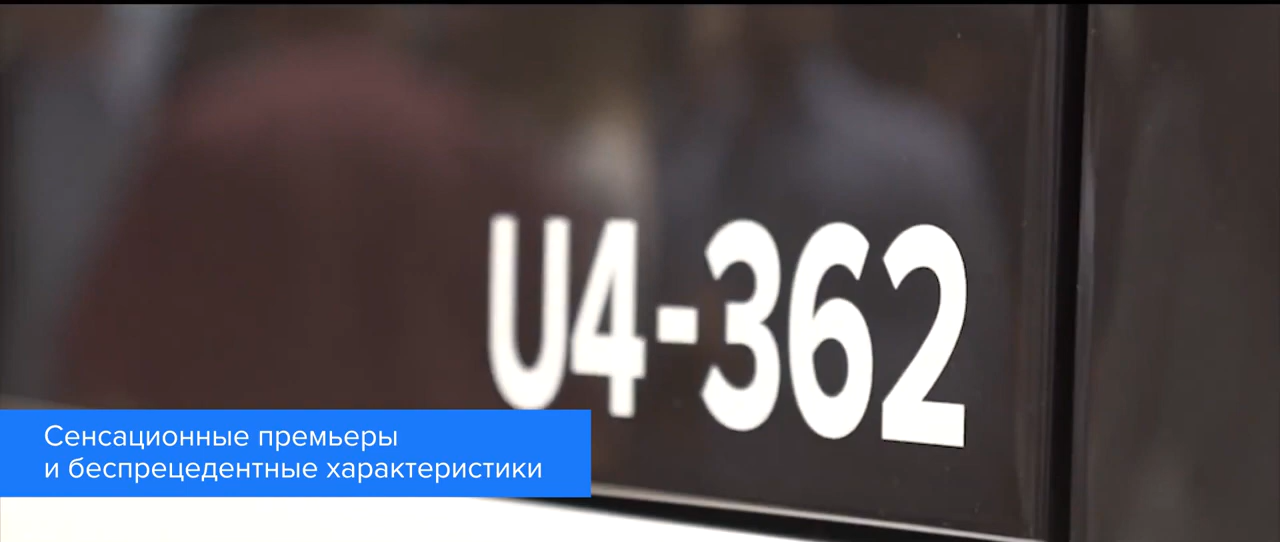 U4-362
Сенсационные премьеры
и беспрецедентные характеристики